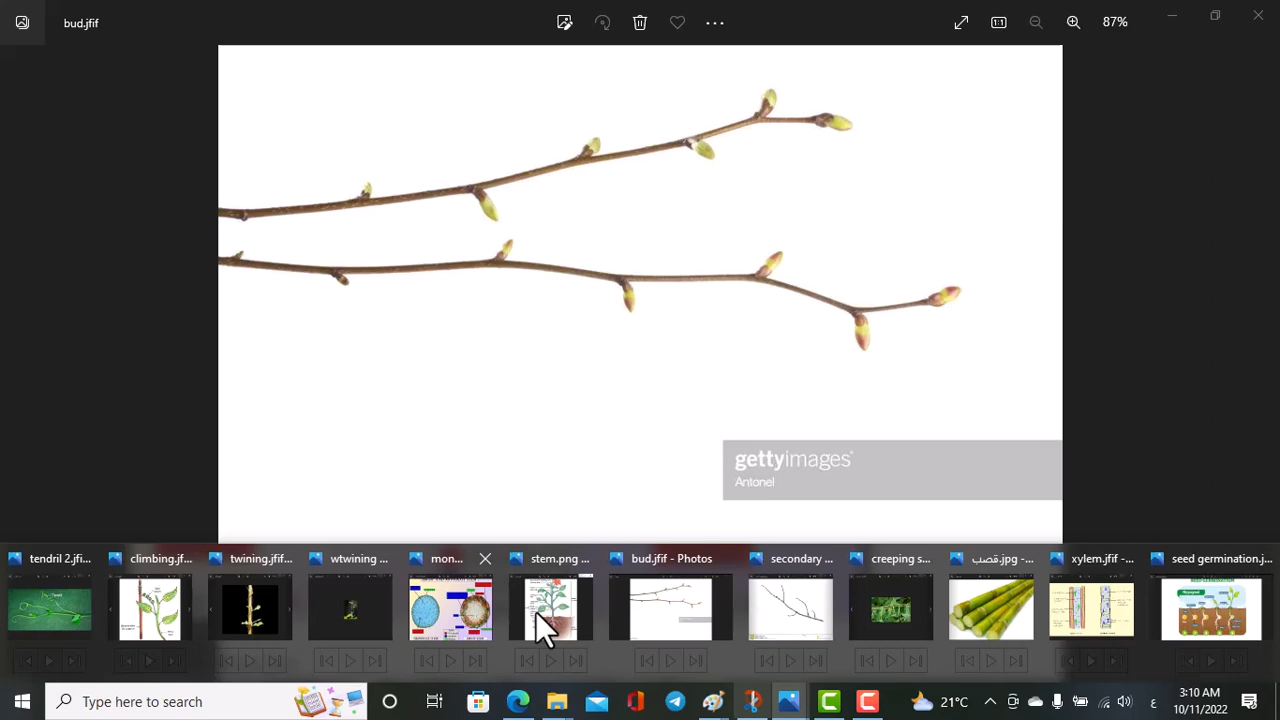 bud.jfif
87%
gettyimages®
Antonel
tendril 2.jfi...
climbing.jf...
twining.jfif...
wtwining ...
mon...
stem.png ...
bud.jfif - Photos
secondary ...
creeping s...
قصب.jpg -...
xylem.jfif -...
seed germination.j...
Type here to search
21°C
ع
3:10 AM
10/11/2022